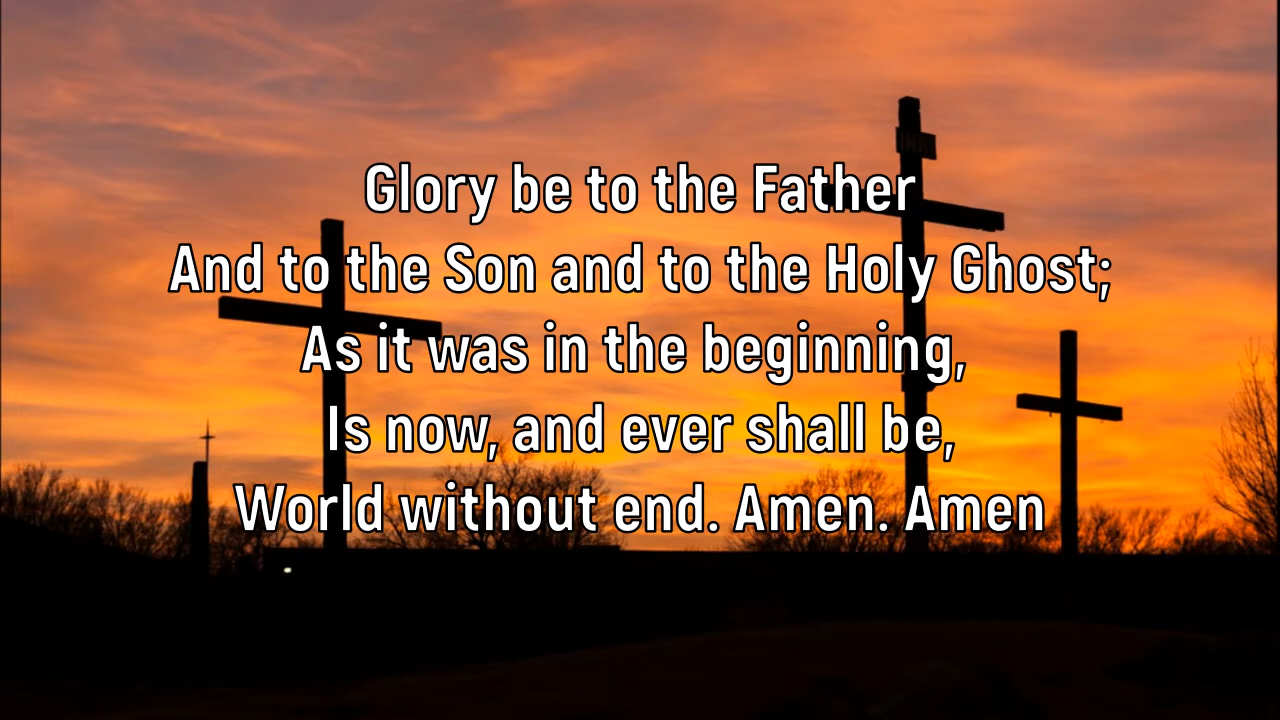 INRI
Glory be to the Father
And to the Son and to the Holy Ghost;
As it was in the beginning,
Is now, and ever shall be,
World without end. Amen. Amen